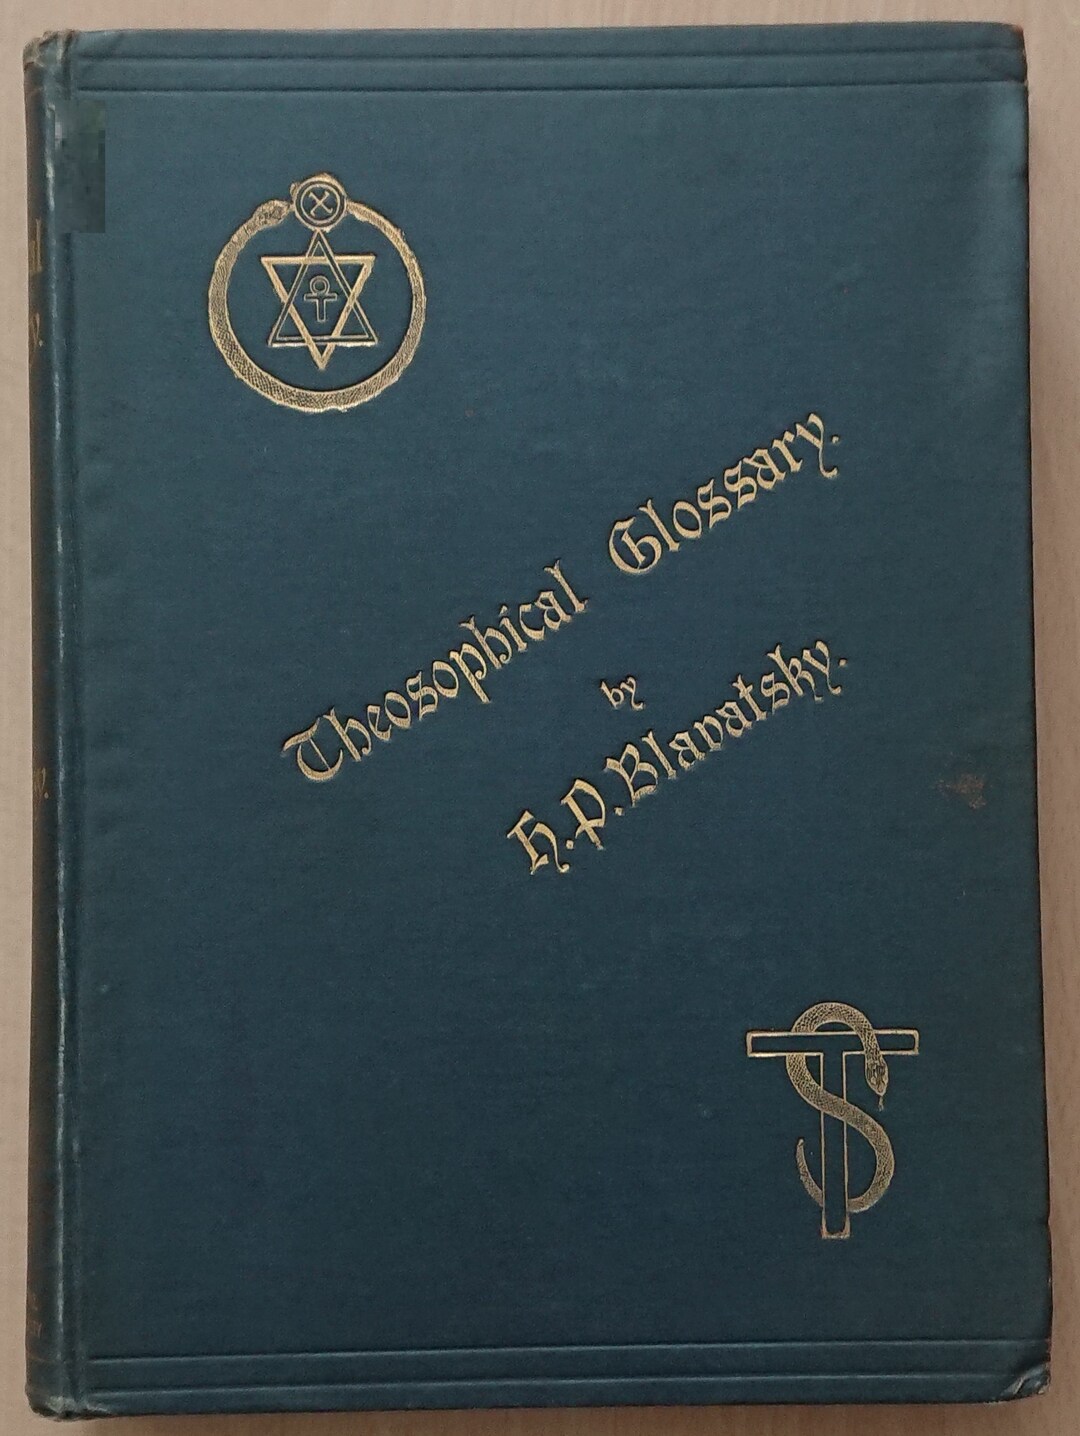 Theosophical Glossary.
by
H.P. Blavatsky.